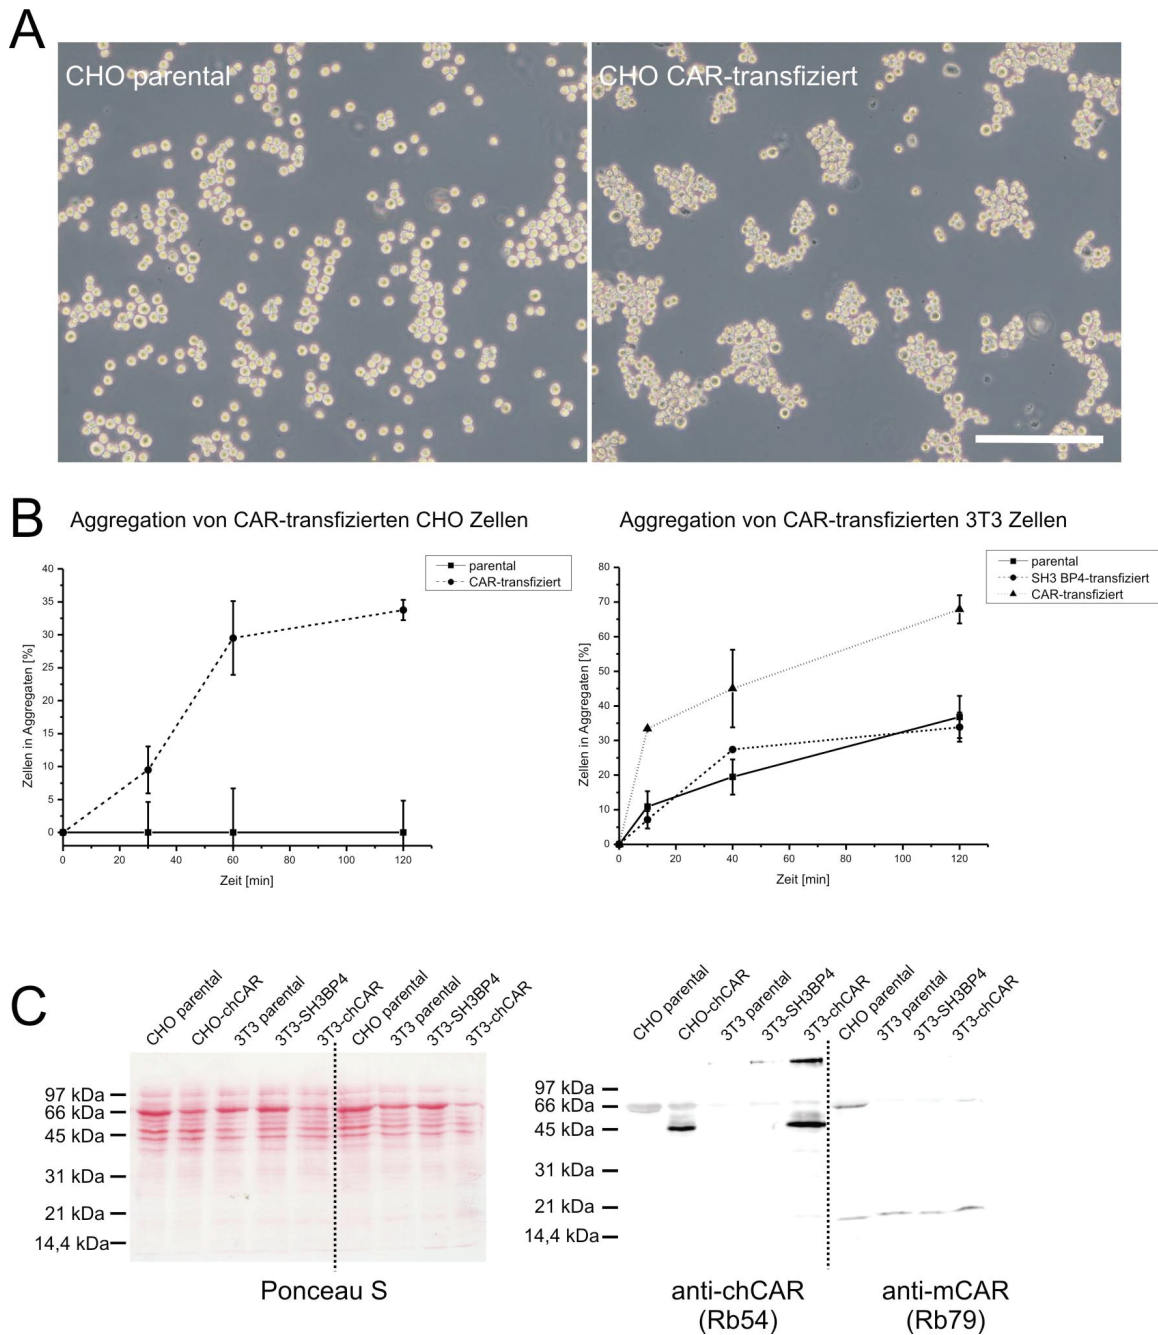 A
CHO parental
CHO CAR-transfiziert
B
Aggregation von CAR-transfizierten CHO Zellen
parental
CAR-transfiziert
Zellen in Aggregaten [%]
40
35
30
25
20
15
10
5
0
0 20 40 60 80 100 120
Zeit [min]
Aggregation von CAR-transfizierten 3T3 Zellen
parental
SH3 BP4-transfiziert
CAR-transfiziert
Zellen in Aggregaten [%]
80
70
60
50
40
30
20
10
0
0 20 40 60 80 100 120
Zeit [min]
C
CHO parental
CHO-chCAR
3T3 parental
3T3-SH3BP4
3T3-chCAR
CHO parental
3T3 parental
3T3-SH3BP4
3T3-chCAR
97 kDa
66 kDa
45 kDa
31 kDa
21 kDa
14,4 kDa
Ponceau S
CHO parental
CHO-chCAR
3T3 parental
3T3-SH3BP4
3T3-chCAR
CHO parental
3T3 parental
3T3-SH3BP4
3T3-chCAR
97 kDa
66 kDa
45 kDa
31 kDa
21 kDa
14,4 kDa
anti-chCAR
(Rb54)
anti-mCAR
(Rb79)